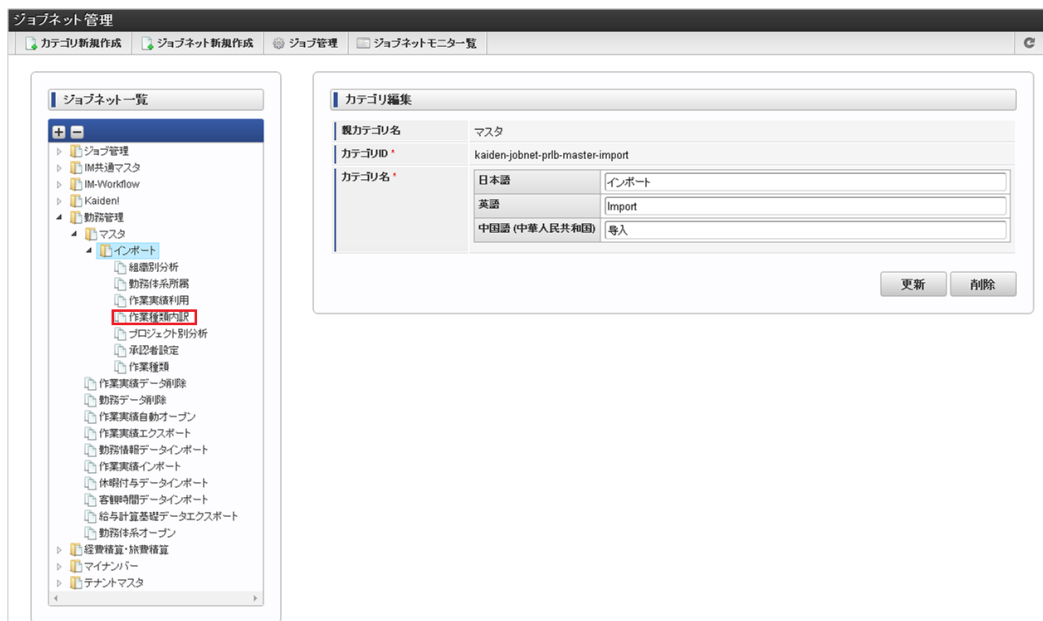 ジョブネット管理
カテゴリ新規作成 ジョブネット新規作成 ジョブ管理 ジョブネットモニタ一覧
ジョブネット一覧
ジョブ管理
IM共通マスタ
IM-Workflow
Kaiden!
勤務管理
マスタ
インポート
組織別分析
勤務体系所属
作業実績利用
作業種類内訳
プロジェクト別分析
承認者設定
作業種類
作業実績データ削除
勤務データ削除
作業実績自動オープン
作業実績エクスポート
勤務情報データインポート
作業実績インポート
休暇付与データインポート
客観時間データインポート
給与計算基礎データエクスポート
勤務体系オープン
経費積算・旅費積算
マイナンバー
テナントマスタ
カテゴリ編集
親カテゴリ名 マスタ
カテゴリID * kaiden-jobnet-prlb-master-import
カテゴリ名 *
日本語 インポート
英語 Import
中国語 (中華人民共和国) 导入
更新 削除